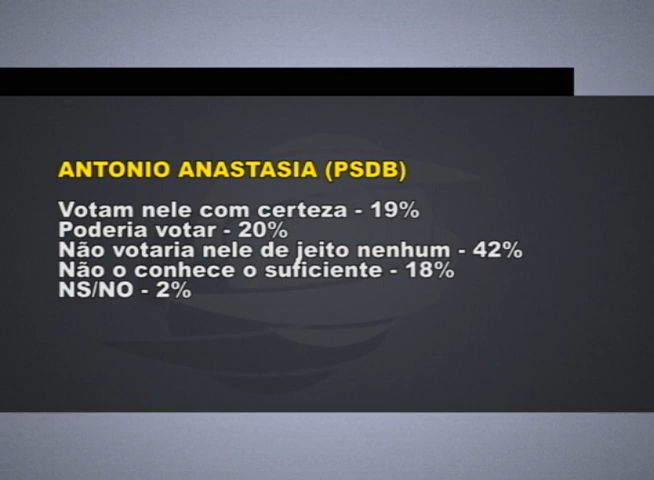 ANTONIO ANASTASIA (PSDB)
Votam nele com certeza - 19%
Poderia votar - 20%
Não votaria nele de jeito nenhum - 42%
Não o conhece o suficiente - 18%
NS/NO - 2%